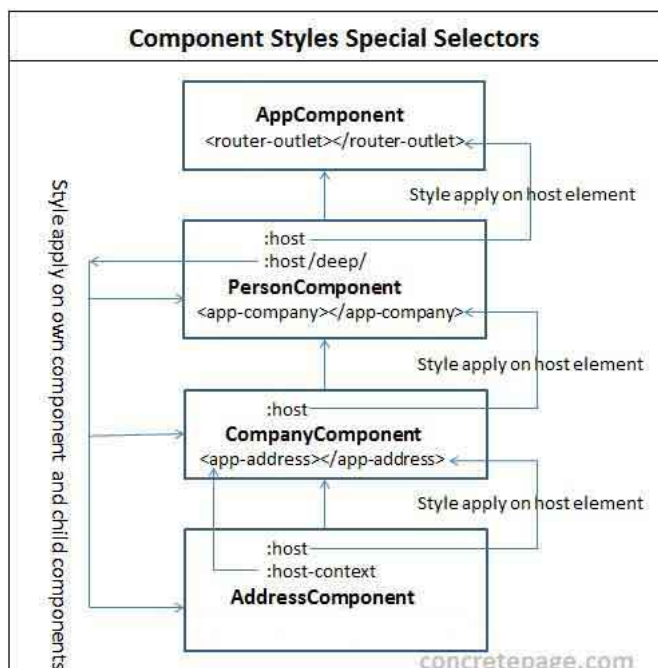 Component Styles Special Selectors
AppComponent
<router-outlet></router-outlet>
Style apply on host element
:host
:host/deep/
PersonComponent
<app-company></app-company>
Style apply on host element
:host
CompanyComponent
<app-address></app-address>
Style apply on host element
:host
:host-context
AddressComponent
Style apply on own component and child components
concretepage.com